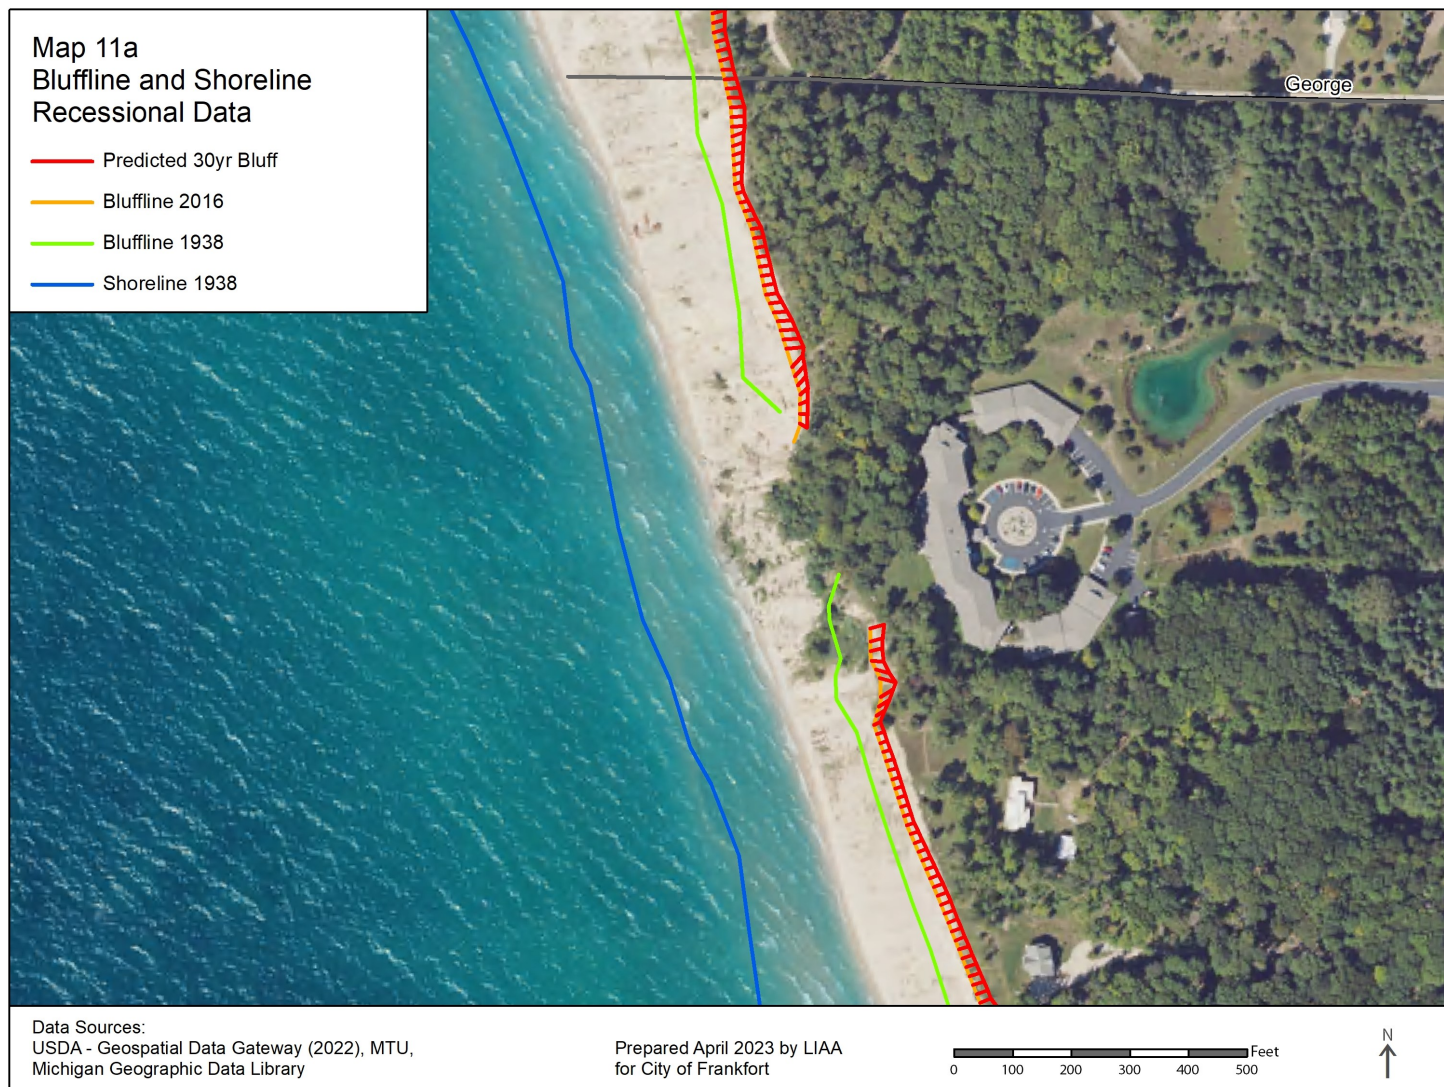 Map 11a
Bluffline and Shoreline
Recessional Data
Predicted 30yr Bluff
Bluffline 2016
Bluffline 1938
Shoreline 1938
George
Data Sources:
USDA - Geospatial Data Gateway (2022), MTU,
Michigan Geographic Data Library
Prepared April 2023 by LIAA
for City of Frankfort
Feet
0 100 200 300 400 500
N